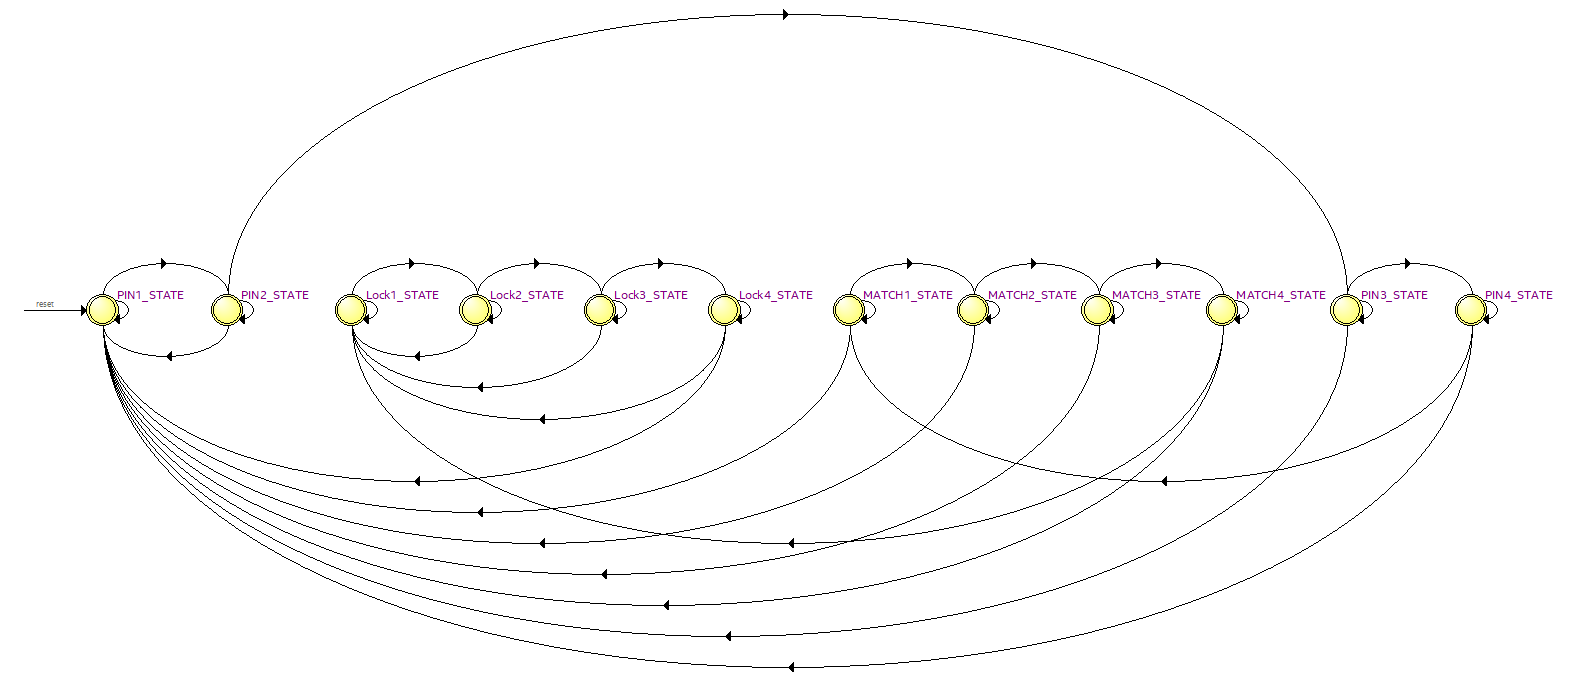 reset
PIN1_STATE
PIN2_STATE
Lock1_STATE
Lock2_STATE
Lock3_STATE
Lock4_STATE
MATCH1_STATE
MATCH2_STATE
MATCH3_STATE
MATCH4_STATE
PIN3_STATE
PIN4_STATE